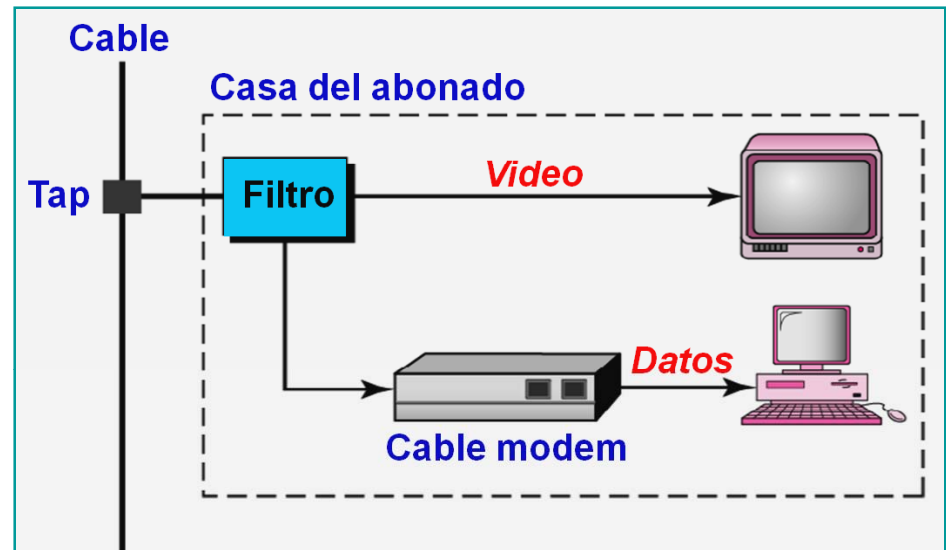 Cable
Casa del abonado
Tap
Filtro
Video
Datos
Cable modem